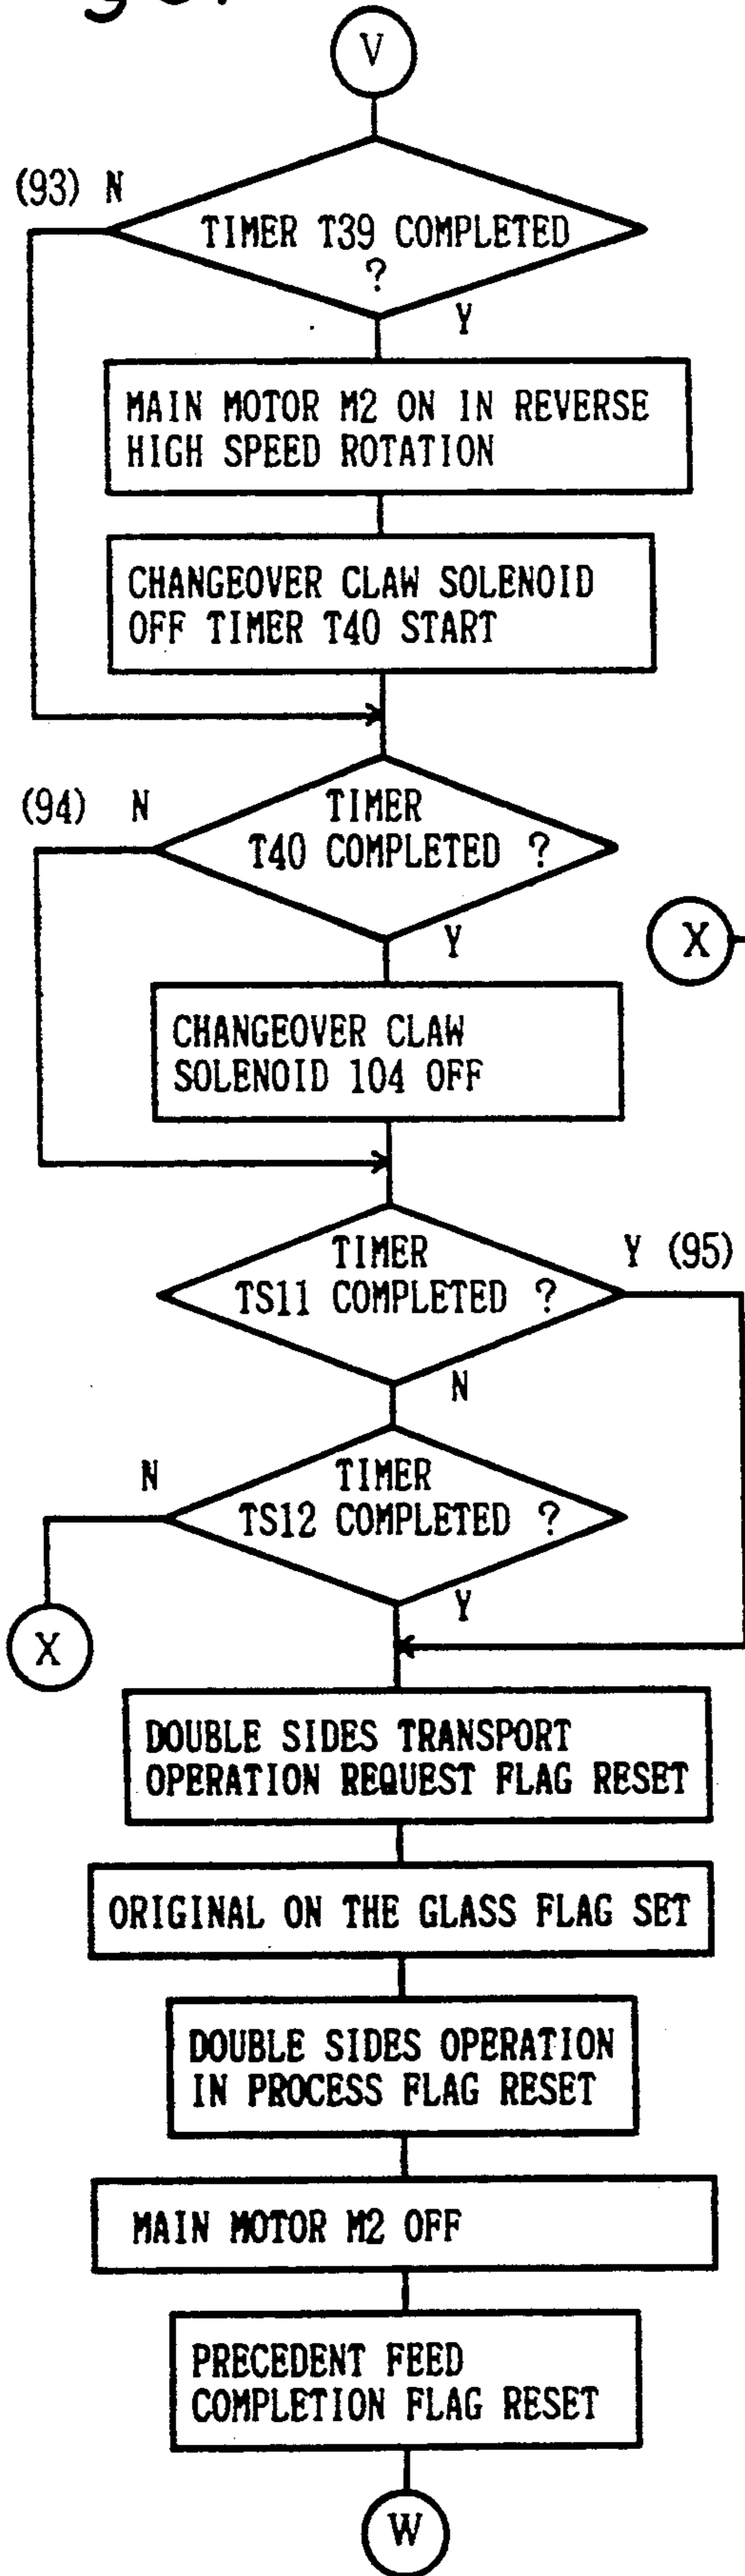 V
(93) N
TIMER T39 COMPLETED
?
Y
MAIN MOTOR M2 ON IN REVERSE
HIGH SPEED ROTATION
CHANGEOVER CLAW SOLENOID
OFF TIMER T40 START
(94) N
TIMER
T40 COMPLETED ?
Y
X
CHANGEOVER CLAW
SOLENOID 104 OFF
TIMER
TS11 COMPLETED ?
Y (95)
N
TIMER
TS12 COMPLETED ?
N
Y
X
DOUBLE SIDES TRANSPORT
OPERATION REQUEST FLAG RESET
ORIGINAL ON THE GLASS FLAG SET
DOUBLE SIDES OPERATION
IN PROCESS FLAG RESET
MAIN MOTOR M2 OFF
PRECEDENT FEED
COMPLETION FLAG RESET
W